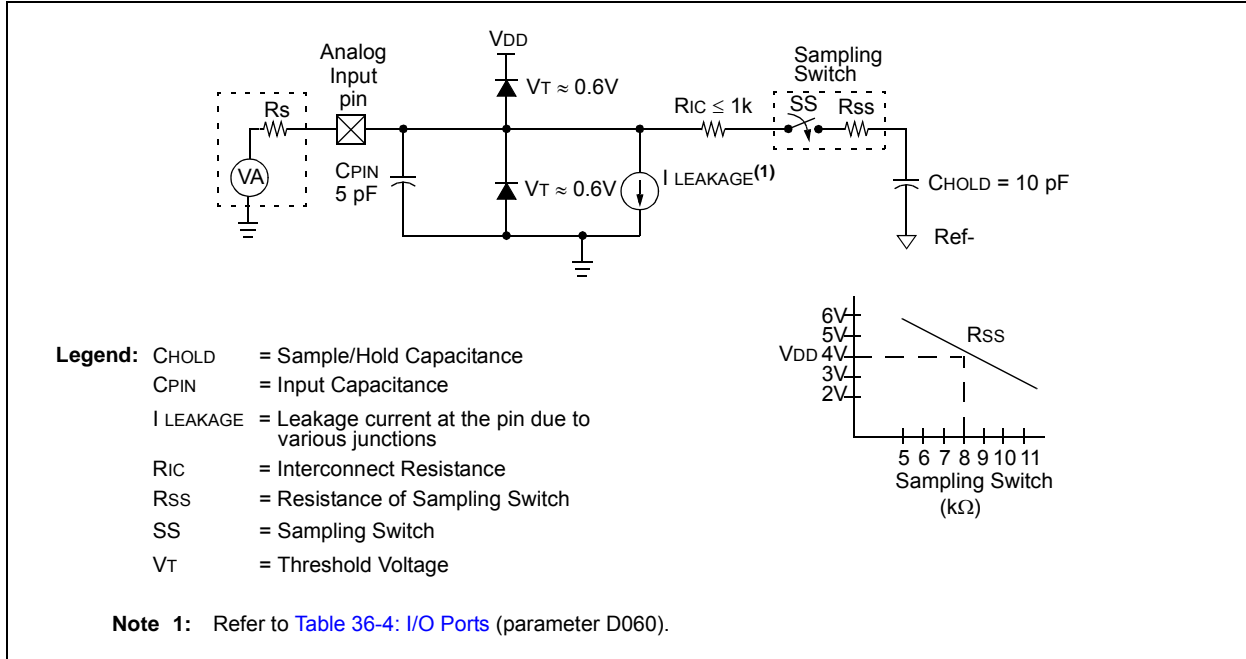 VDD
Analog
Input
pin
VT ≈ 0.6V
Rs
VA
CPIN
5 pF
VT ≈ 0.6V
I LEAKAGE(1)
RIC ≤ 1k
Sampling
Switch
SS
Rss
CHOLD = 10 pF
Ref-
6V
5V
VDD 4V
3V
2V
RSS
5 6 7 8 9 10 11
Sampling Switch
(kΩ)
Legend: CHOLD = Sample/Hold Capacitance
CPIN = Input Capacitance
I LEAKAGE = Leakage current at the pin due to
various junctions
RIC = Interconnect Resistance
RSS = Resistance of Sampling Switch
SS = Sampling Switch
VT = Threshold Voltage
Note 1: Refer to Table 36-4: I/O Ports (parameter D060).